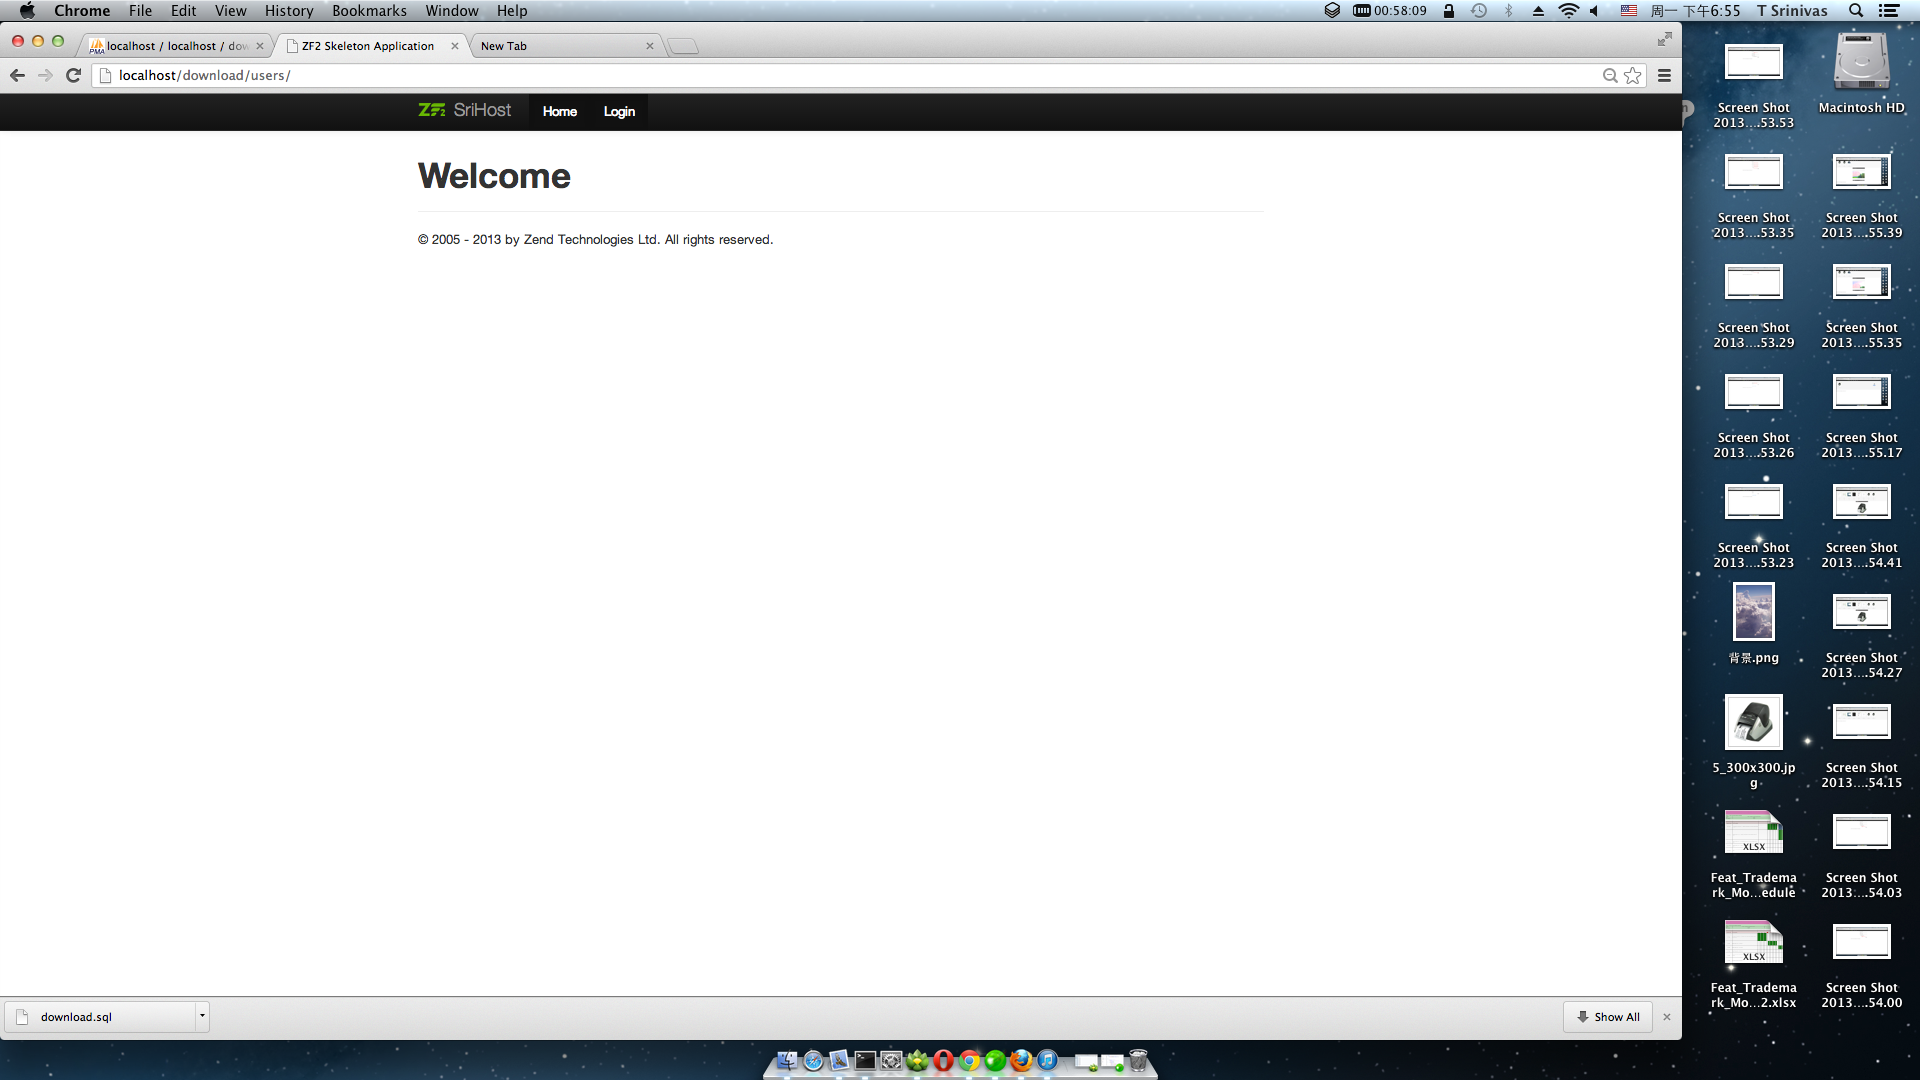 Chrome File Edit View History Bookmarks Window Help 00:58:09 周一 下午6:55 T Srinivas
localhost / localhost / dow
ZF2 Skeleton Application
New Tab
localhost/download/users/
ZF2 SriHost Home Login
Welcome
© 2005 - 2013 by Zend Technologies Ltd. All rights reserved.
download.sql
Show All
Screen Shot
2013....53.53
Macintosh HD
Screen Shot
2013....53.35
Screen Shot
2013....55.39
Screen Shot
2013....53.29
Screen Shot
2013....55.35
Screen Shot
2013....53.26
Screen Shot
2013....55.17
Screen Shot
2013....53.23
Screen Shot
2013....54.41
背景.png
Screen Shot
2013....54.27
5_300x300.jp
g
Screen Shot
2013....54.15
XLSX
Feat_Tradema
rk_Mo...edule
Screen Shot
2013....54.03
XLSX
Feat_Tradema
rk_Mo...2.xlsx
Screen Shot
2013....54.00